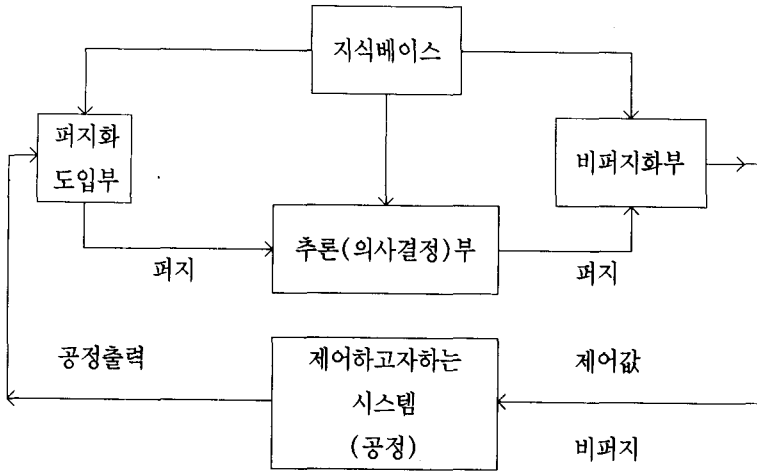 지식베이스
퍼지화
도입부
비퍼지화부
추론(의사결정)부
퍼지
퍼지
공정출력
제어하고자하는
시스템
(공정)
제어값
비퍼지